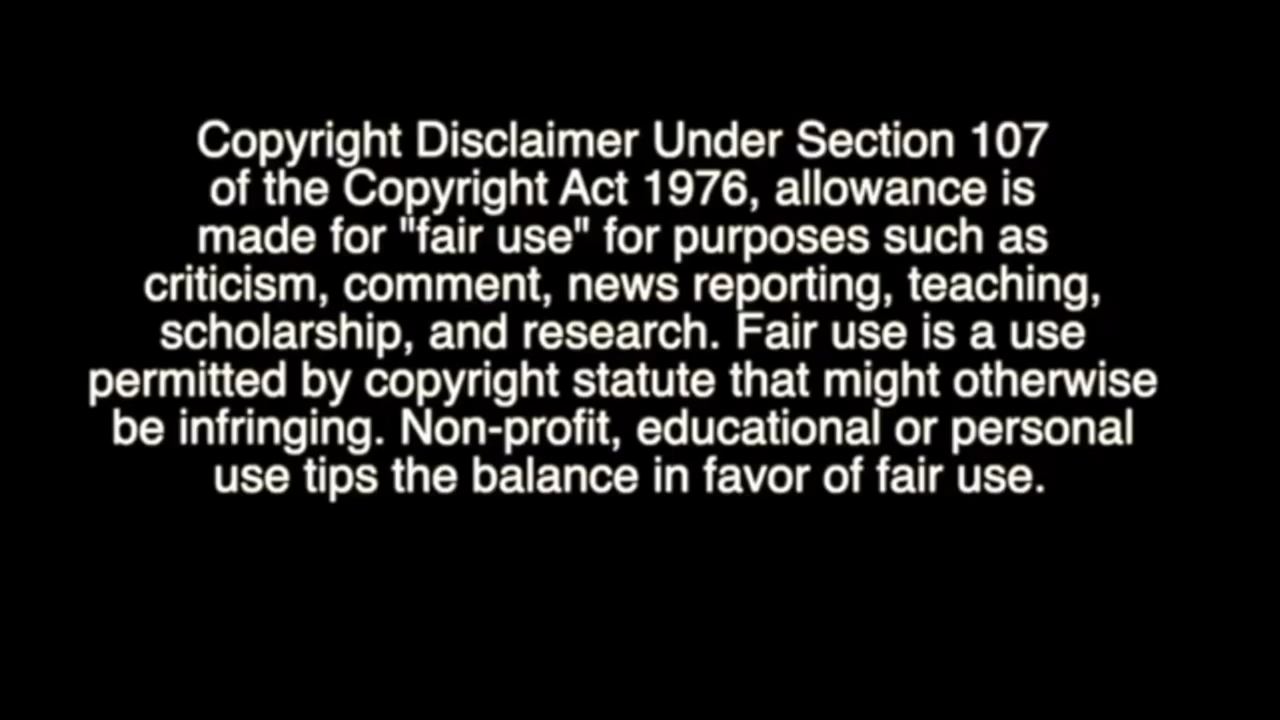 Copyright Disclaimer Under Section 107
of the Copyright Act 1976, allowance is
made for "fair use" for purposes such as
criticism, comment, news reporting, teaching,
scholarship, and research. Fair use is a use
permitted by copyright statute that might otherwise
be infringing. Non-profit, educational or personal
use tips the balance in favor of fair use.